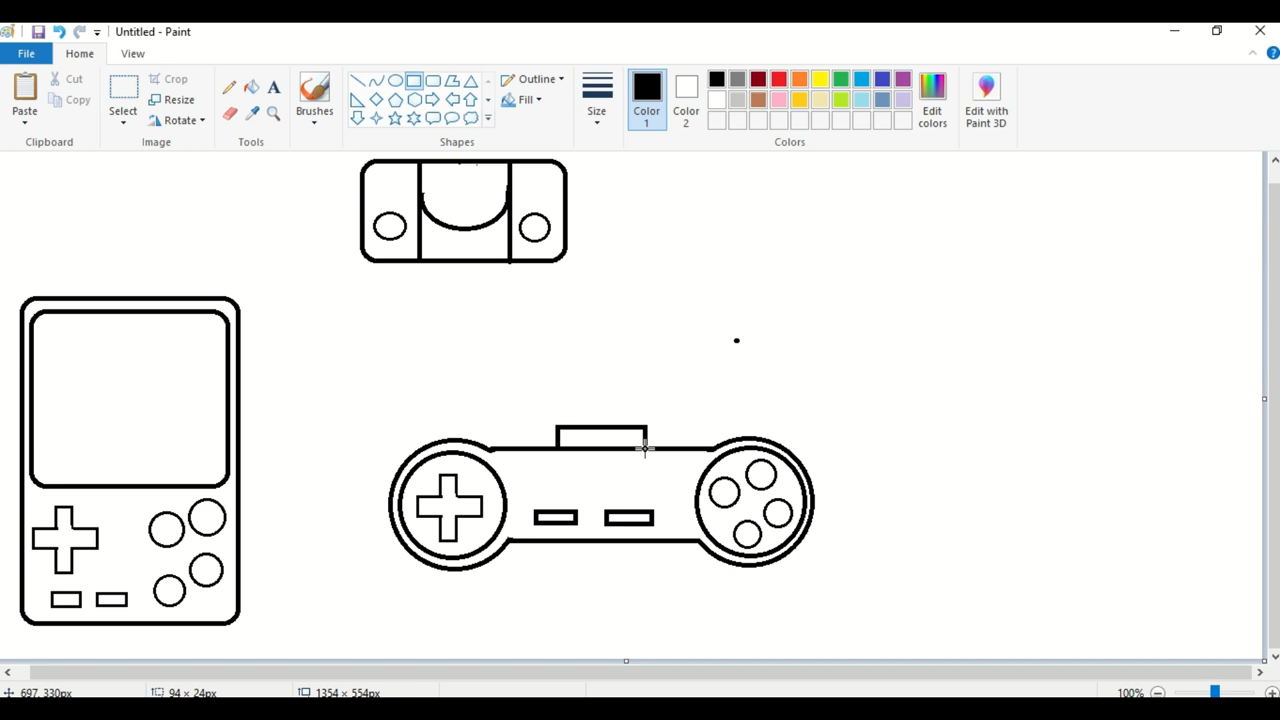 Untitled - Paint
File Home View
Paste
Clipboard
Cut
Copy
Select
Crop
Resize
Rotate
Image
Tools
Brushes
Outline
Fill
Shapes
Size
Color 1
Color 2
Edit colors
Colors
Edit with Paint 3D
697, 330px
94 × 24px
1354 × 554px
100%